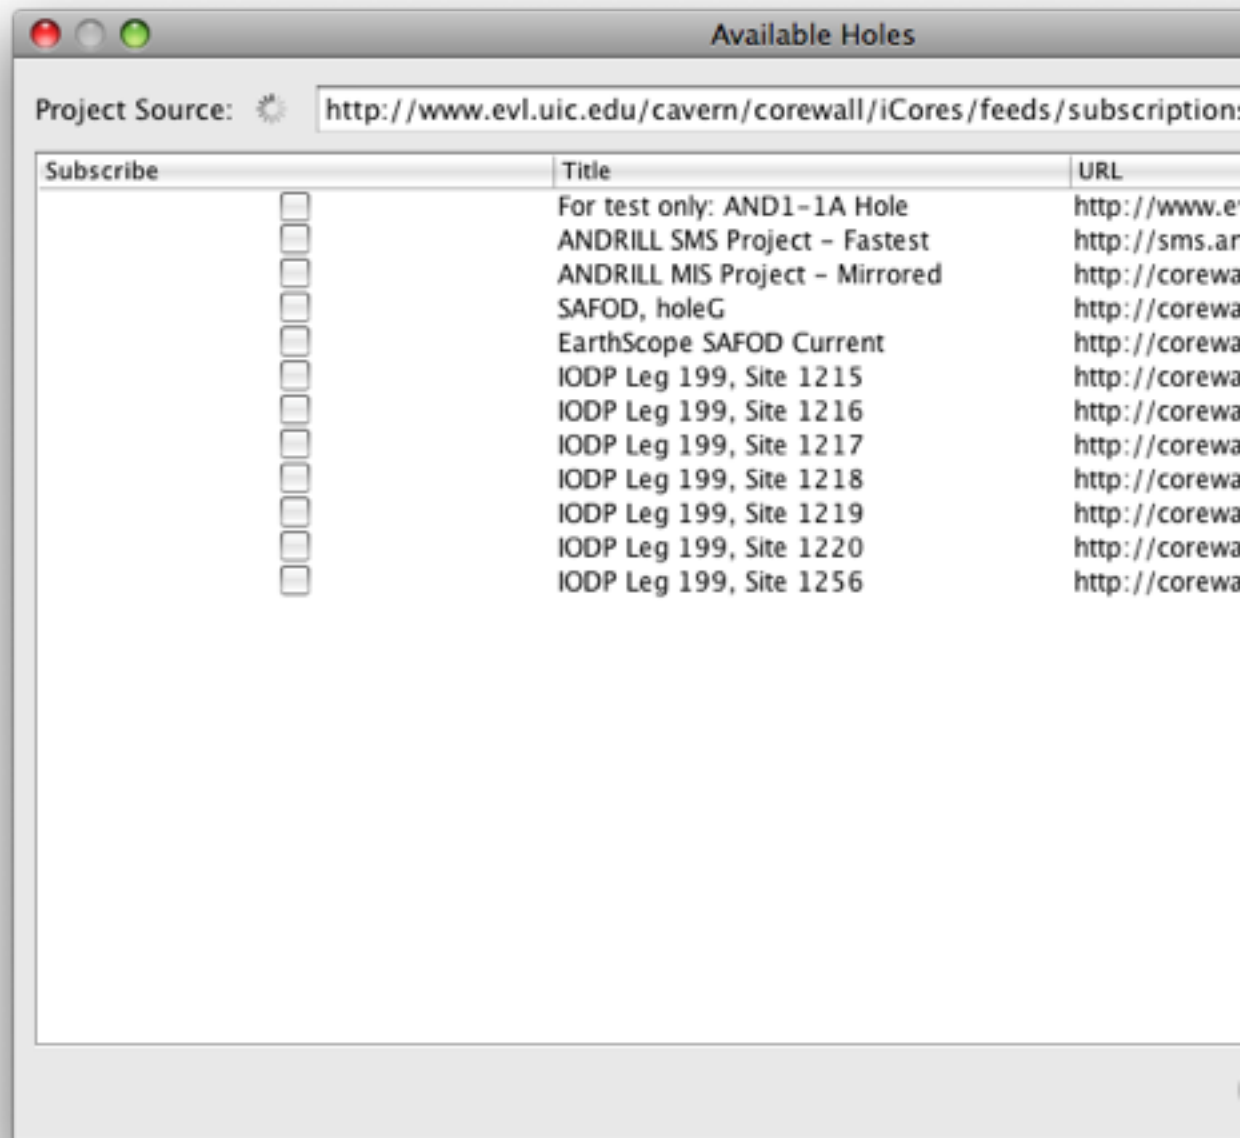 Available Holes
Project Source: http://www.evl.uic.edu/cavern/corewall/iCores/feeds/subscriptions
Subscribe Title URL
For test only: AND1-1A Hole http://www.e
ANDRILL SMS Project - Fastest http://sms.an
ANDRILL MIS Project - Mirrored http://corewa
SAFOD, holeG http://corewa
EarthScope SAFOD Current http://corewa
IODP Leg 199, Site 1215 http://corewa
IODP Leg 199, Site 1216 http://corewa
IODP Leg 199, Site 1217 http://corewa
IODP Leg 199, Site 1218 http://corewa
IODP Leg 199, Site 1219 http://corewa
IODP Leg 199, Site 1220 http://corewa
IODP Leg 199, Site 1256 http://corewa